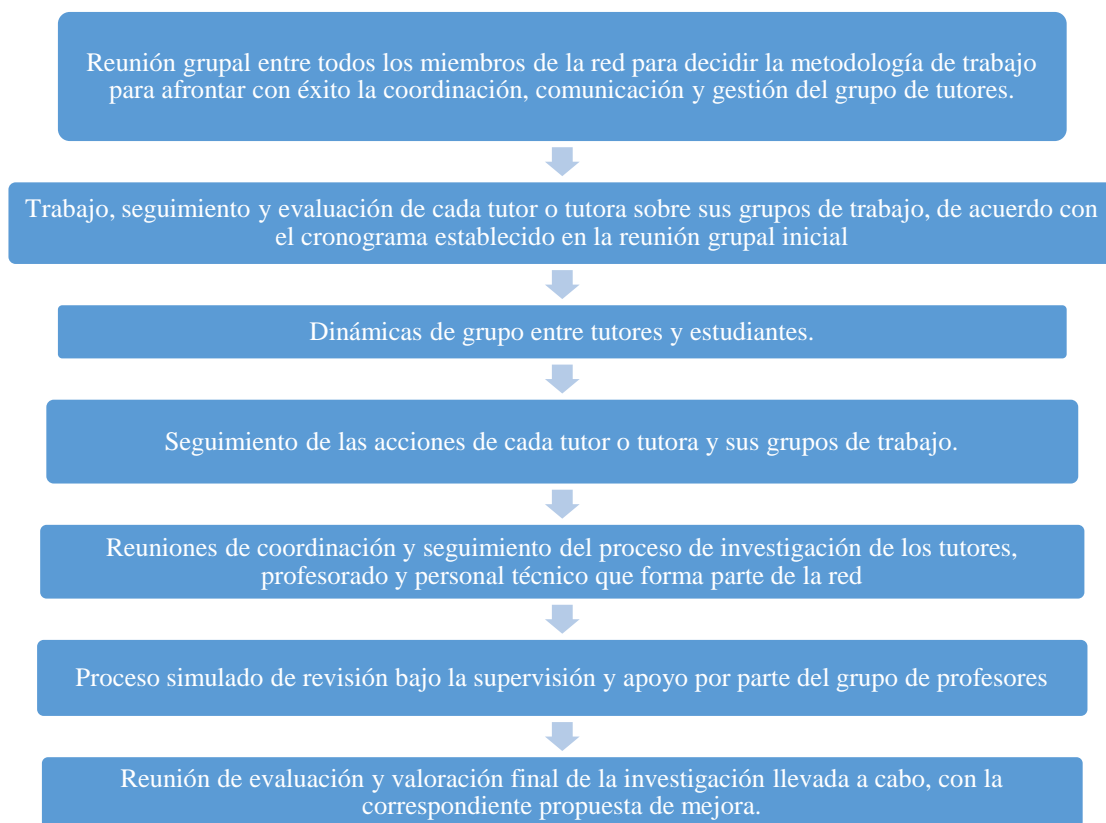 Reunión grupal entre todos los miembros de la red para decidir la metodología de trabajo
para afrontar con éxito la coordinación, comunicación y gestión del grupo de tutores.
Trabajo, seguimiento y evaluación de cada tutor o tutora sobre sus grupos de trabajo, de acuerdo con
el cronograma establecido en la reunión grupal inicial
Dinámicas de grupo entre tutores y estudiantes.
Seguimiento de las acciones de cada tutor o tutora y sus grupos de trabajo.
Reuniones de coordinación y seguimiento del proceso de investigación de los tutores,
profesorado y personal técnico que forma parte de la red
Proceso simulado de revisión bajo la supervisión y apoyo por parte del grupo de profesores
Reunión de evaluación y valoración final de la investigación llevada a cabo, con la
correspondiente propuesta de mejora.